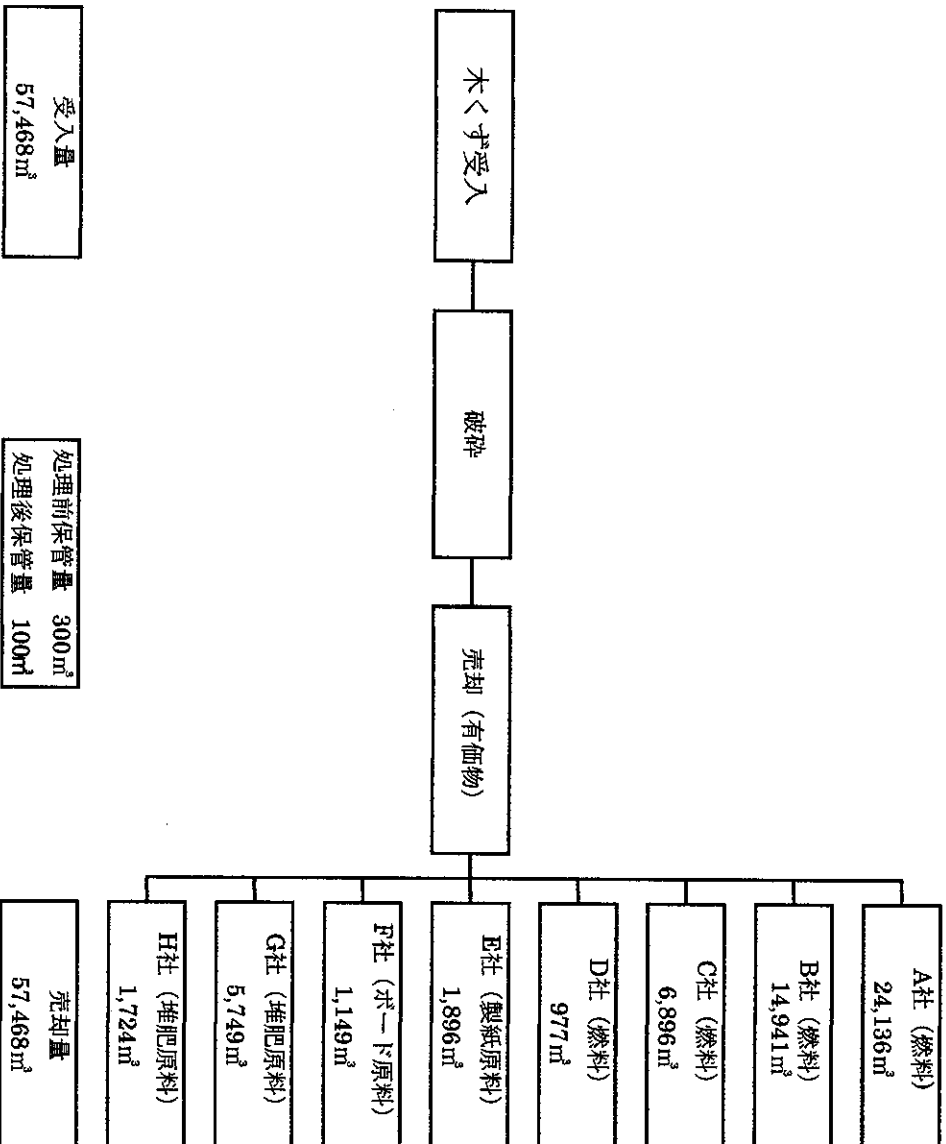 木くず受入
破砕
売却（有価物）
A社（燃料）
24,136㎥
B社（燃料）
14,941㎥
C社（燃料）
6,896㎥
D社（燃料）
977㎥
E社（製紙原料）
1,896㎥
F社（ボード原料）
1,149㎥
G社（堆肥原料）
5,749㎥
H社（堆肥原料）
1,724㎥
受入量
57,468㎥
処理前保管量　300㎥
処理後保管量　100㎥
売却量
57,468㎥